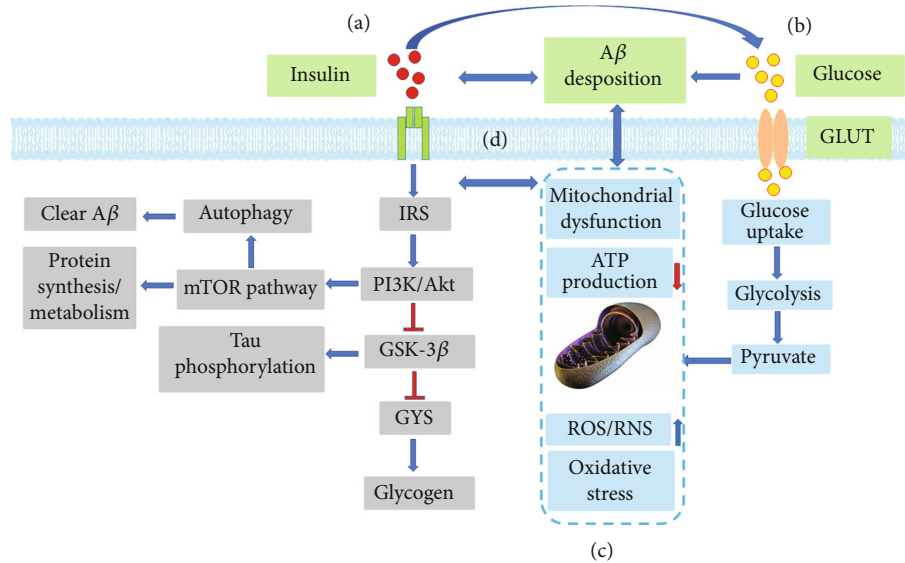 (a)
(b)
Insulin
Aβ
desposition
Glucose
(d)
GLUT
IRS
Mitochondrial
dysfunction
Glucose
uptake
Clear Aβ
Autophagy
Protein
synthesis/
metabolism
mTOR pathway
PI3K/Akt
ATP
production
Glycolysis
Tau
phosphorylation
GSK-3β
Pyruvate
GYS
ROS/RNS
Glycogen
Oxidative
stress
(c)